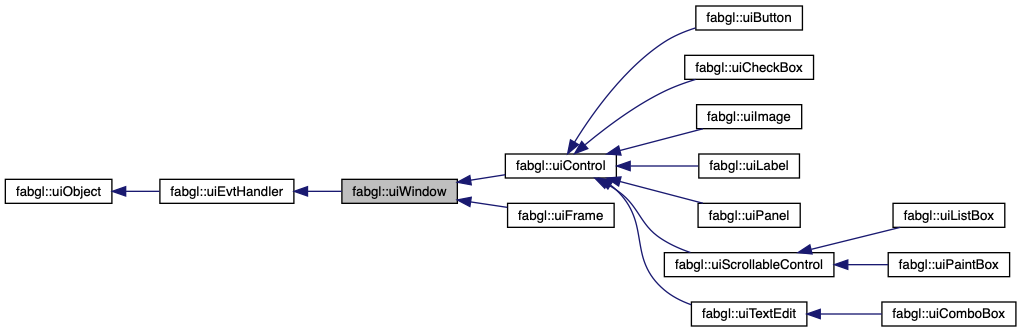 fabgl::uiButton
fabgl::uiCheckBox
fabgl::uiImage
fabgl::uiControl
fabgl::uiLabel
fabgl::uiObject
fabgl::uiEvtHandler
fabgl::uiWindow
fabgl::uiFrame
fabgl::uiPanel
fabgl::uiListBox
fabgl::uiScrollableControl
fabgl::uiPaintBox
fabgl::uiTextEdit
fabgl::uiComboBox